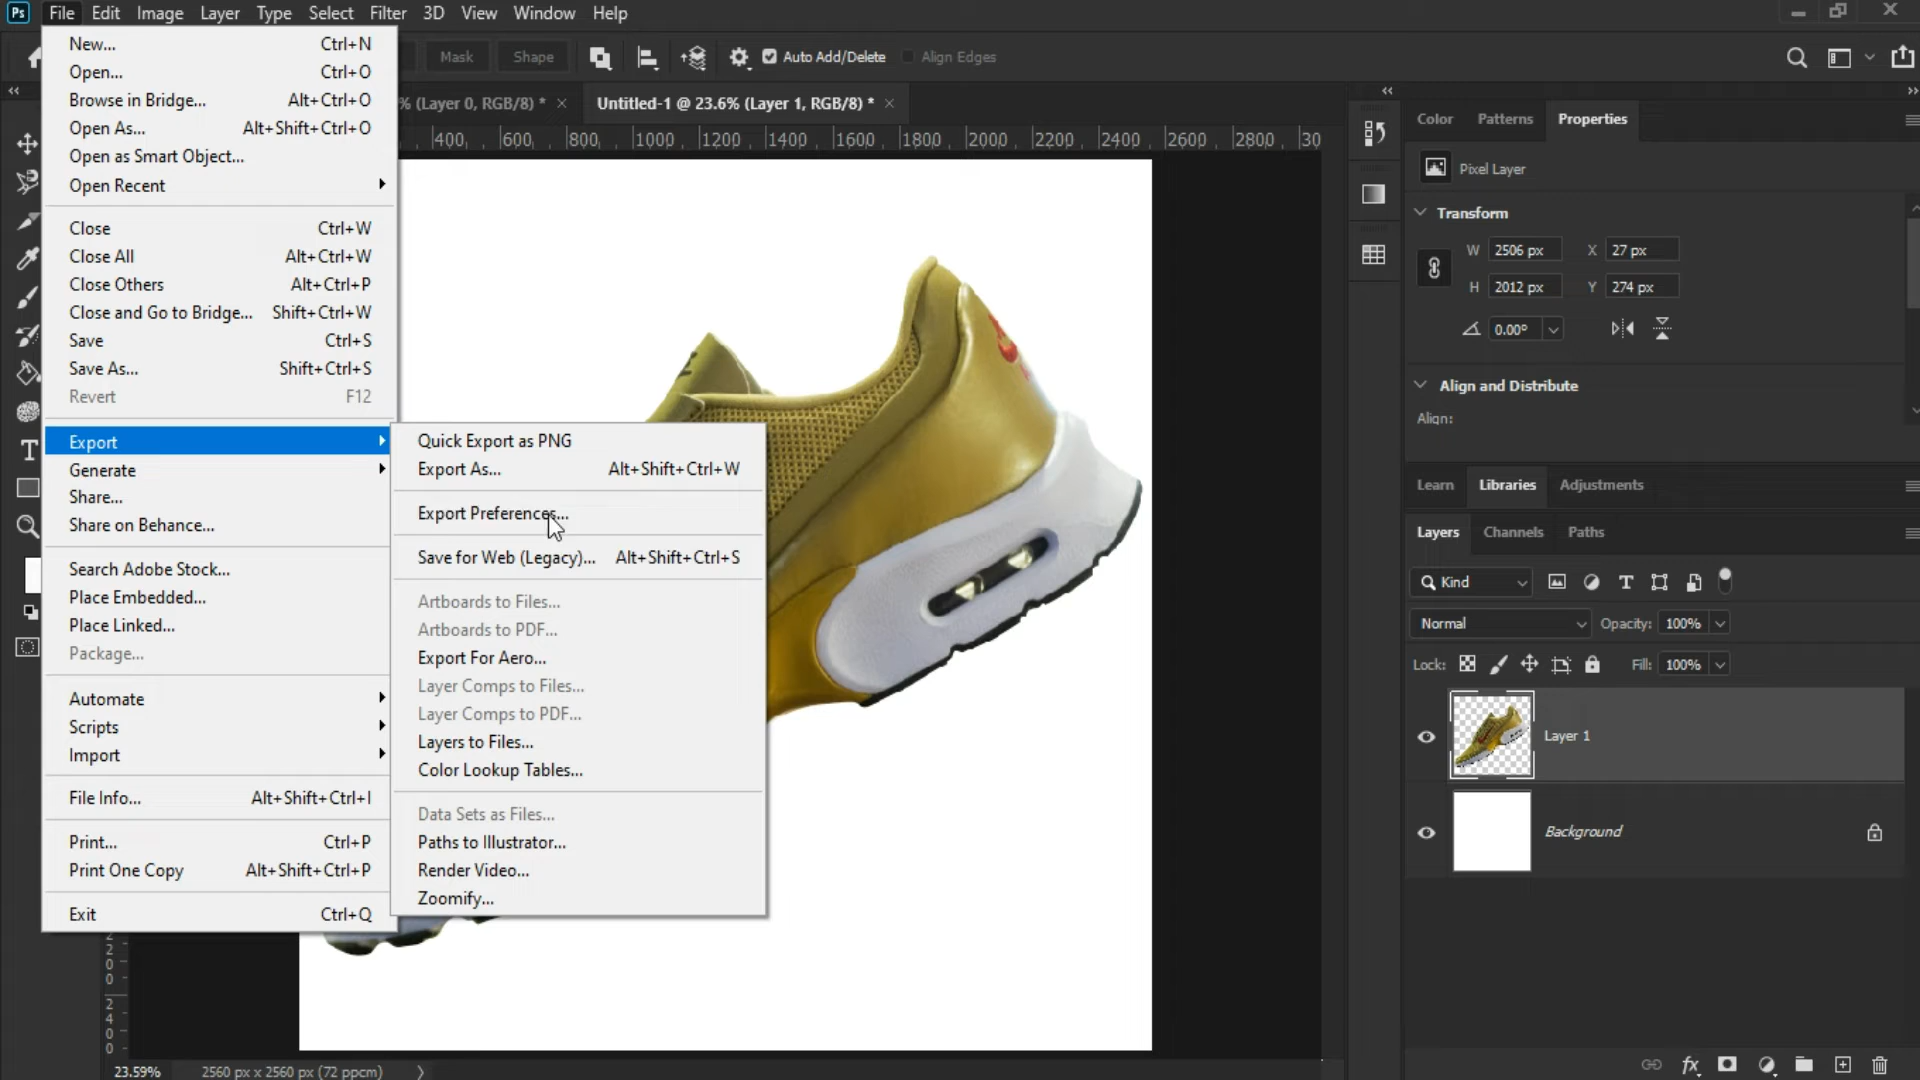 Ps File Edit Image Layer Type Select Filter 3D View Window Help
Mask Shape Auto Add/Delete Align Edges
% (Layer 0, RGB/8) * × Untitled-1 @ 23.6% (Layer 1, RGB/8) * ×
400 600 800 1000 1200 1400 1600 1800 2000 2200 2400 2600 2800 30
New... Ctrl+N
Open... Ctrl+O
Browse in Bridge... Alt+Ctrl+O
Open As... Alt+Shift+Ctrl+O
Open as Smart Object...
Open Recent
Close Ctrl+W
Close All Alt+Ctrl+W
Close Others Alt+Ctrl+P
Close and Go to Bridge... Shift+Ctrl+W
Save Ctrl+S
Save As... Shift+Ctrl+S
Revert F12
Export
Generate
Share...
Share on Behance...
Search Adobe Stock...
Place Embedded...
Place Linked...
Package...
Automate
Scripts
Import
File Info... Alt+Shift+Ctrl+I
Print... Ctrl+P
Print One Copy Alt+Shift+Ctrl+P
Exit Ctrl+Q
Quick Export as PNG
Export As... Alt+Shift+Ctrl+W
Export Preferences...
Save for Web (Legacy)... Alt+Shift+Ctrl+S
Artboards to Files...
Artboards to PDF...
Export For Aero...
Layer Comps to Files...
Layer Comps to PDF...
Layers to Files...
Color Lookup Tables...
Data Sets as Files...
Paths to Illustrator...
Render Video...
Zoomify...
Color Patterns Properties
Pixel Layer
Transform
W 2506 px X 27 px
H 2012 px Y 274 px
0.00°
Align and Distribute
Align:
Learn Libraries Adjustments
Layers Channels Paths
Kind
Normal Opacity: 100%
Lock: Fill: 100%
Layer 1
Background
fx
2
2
0
0
2
4
0
0
23.59% 2560 px x 2560 px (72 ppcm)